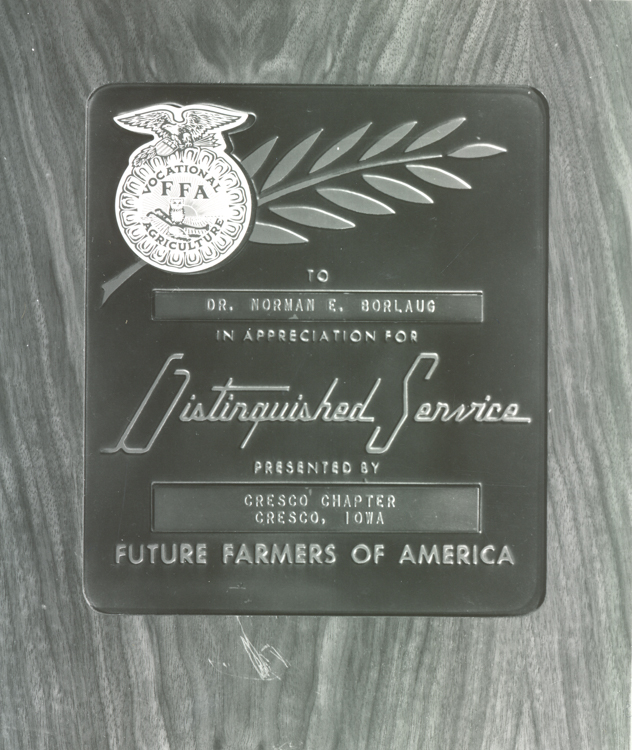 VOCATIONAL
FFA
AGRICULTURE
TO
DR. NORMAN E. BORLAUG
IN APPRECIATION FOR
Distinguished Service
PRESENTED BY
CRESCO CHAPTER
CRESCO, IOWA
FUTURE FARMERS OF AMERICA